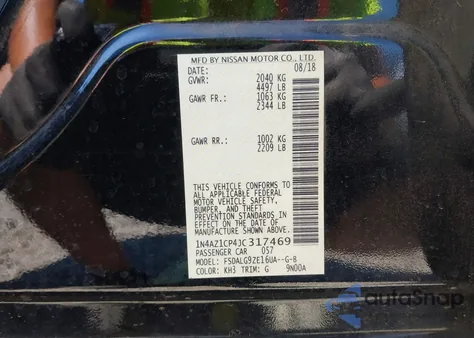 MFD BY NISSAN MOTOR CO., LTD.
DATE: 08/18
GVWR: 2040 KG
4497 LB
GAWR FR.: 1063 KG
2344 LB
GAWR RR.: 1002 KG
2209 LB
THIS VEHICLE CONFORMS TO
ALL APPLICABLE FEDERAL
MOTOR VEHICLE SAFETY,
BUMPER, AND THEFT
PREVENTION STANDARDS IN
EFFECT ON THE DATE OF
MANUFACTURE SHOWN ABOVE.
1N4AZ1CP4JC317469
PASSENGER CAR 057
MODEL: FSDALG9ZE16UA--G-B
COLOR: KH3 TRIM: G 9N00A
autoSnap